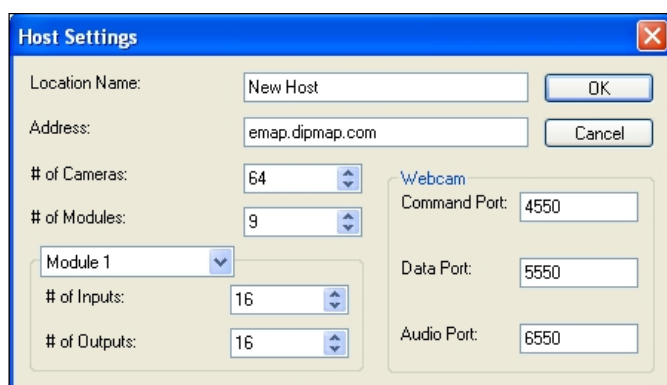 Host Settings
Location Name: New Host OK
Address: emap.dipmap.com Cancel
# of Cameras: 64
# of Modules: 9
Module 1
# of Inputs: 16
# of Outputs: 16
Webcam
Command Port: 4550
Data Port: 5550
Audio Port: 6550